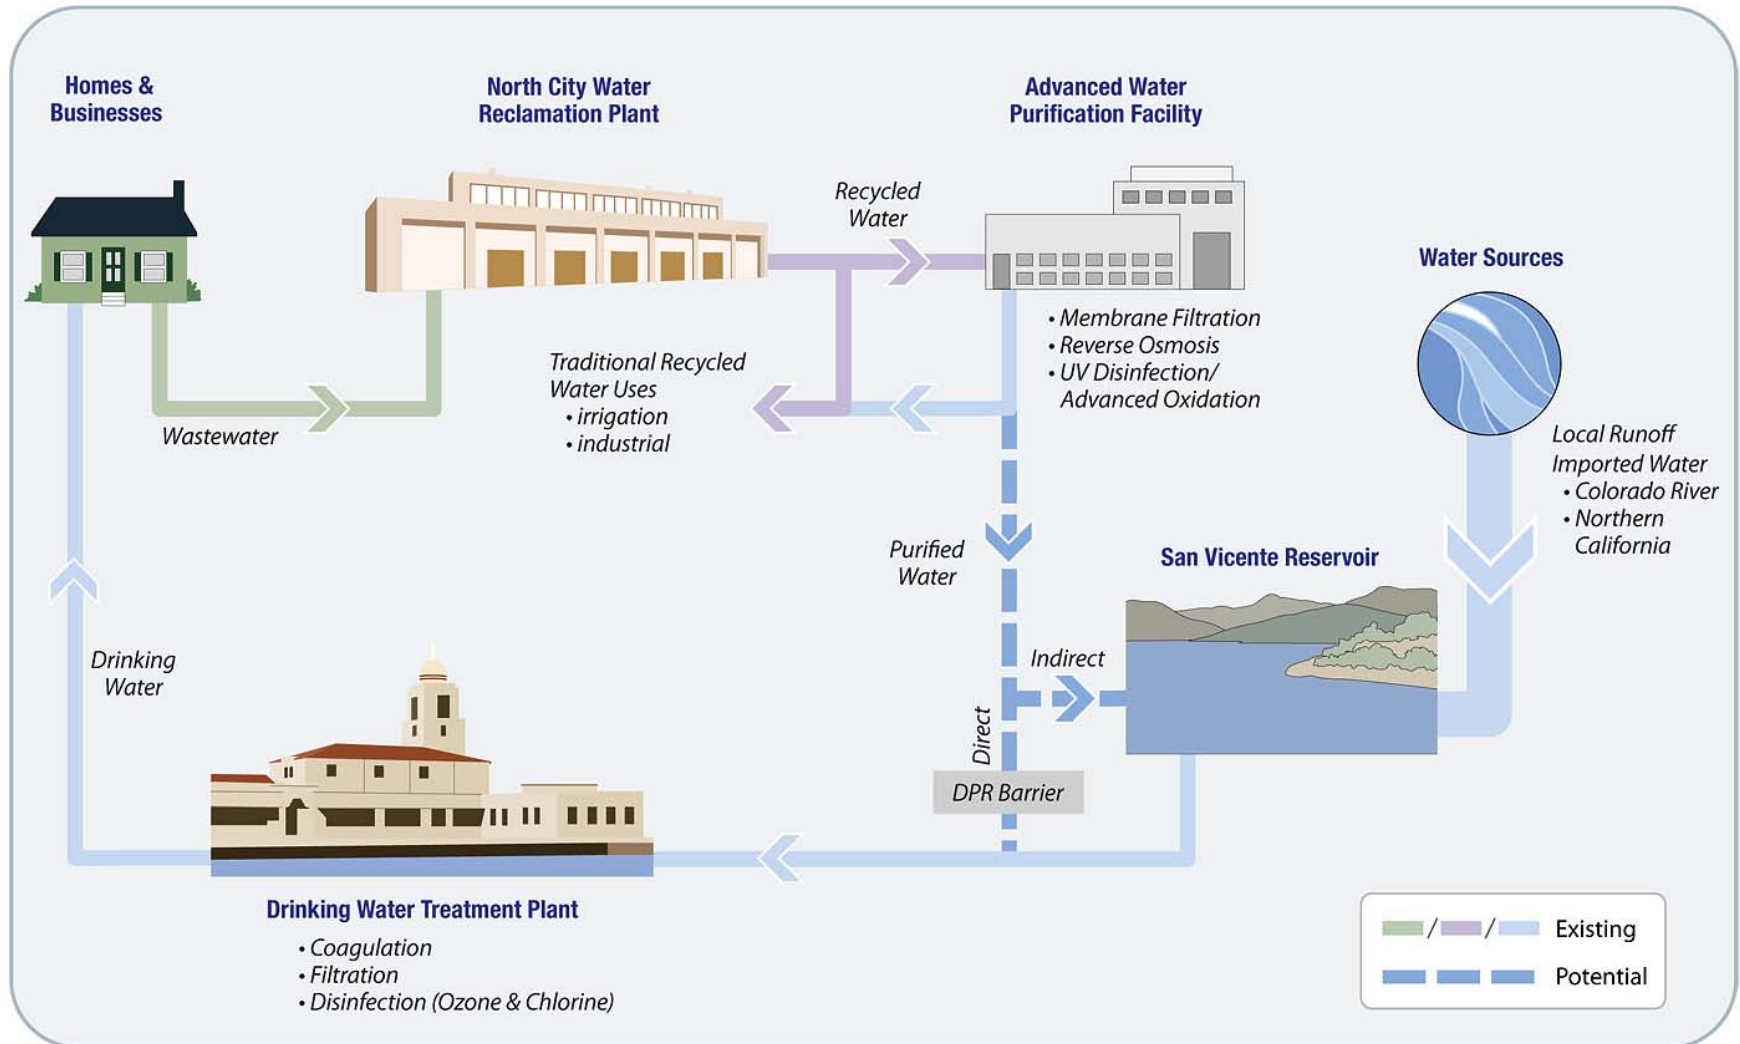 Homes &
Businesses
North City Water
Reclamation Plant
Advanced Water
Purification Facility
Recycled
Water
Water Sources
• Membrane Filtration
• Reverse Osmosis
• UV Disinfection/
Advanced Oxidation
Traditional Recycled
Water Uses
• irrigation
• industrial
Wastewater
Local Runoff
Imported Water
• Colorado River
• Northern
California
Purified
Water
San Vicente Reservoir
Drinking
Water
Indirect
Direct
DPR Barrier
Drinking Water Treatment Plant
• Coagulation
• Filtration
• Disinfection (Ozone & Chlorine)
/ / Existing
Potential